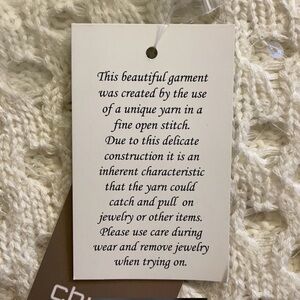 This beautiful garment
was created by the use
of a unique yarn in a
fine open stitch.
Due to this delicate
construction it is an
inherent characteristic
that the yarn could
catch and pull on
jewelry or other items.
Please use care during
wear and remove jewelry
when trying on.